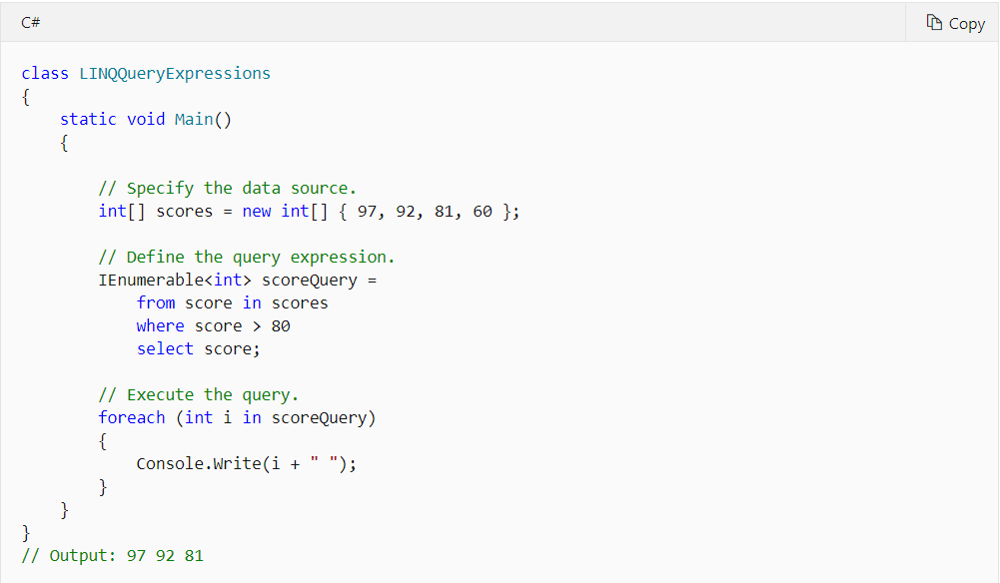 C#
Copy
class LINQQueryExpressions
{
    static void Main()
    {
        // Specify the data source.
        int[] scores = new int[] { 97, 92, 81, 60 };
        // Define the query expression.
        IEnumerable<int> scoreQuery =
            from score in scores
            where score > 80
            select score;
        // Execute the query.
        foreach (int i in scoreQuery)
        {
            Console.Write(i + " ");
        }
    }
}
// Output: 97 92 81